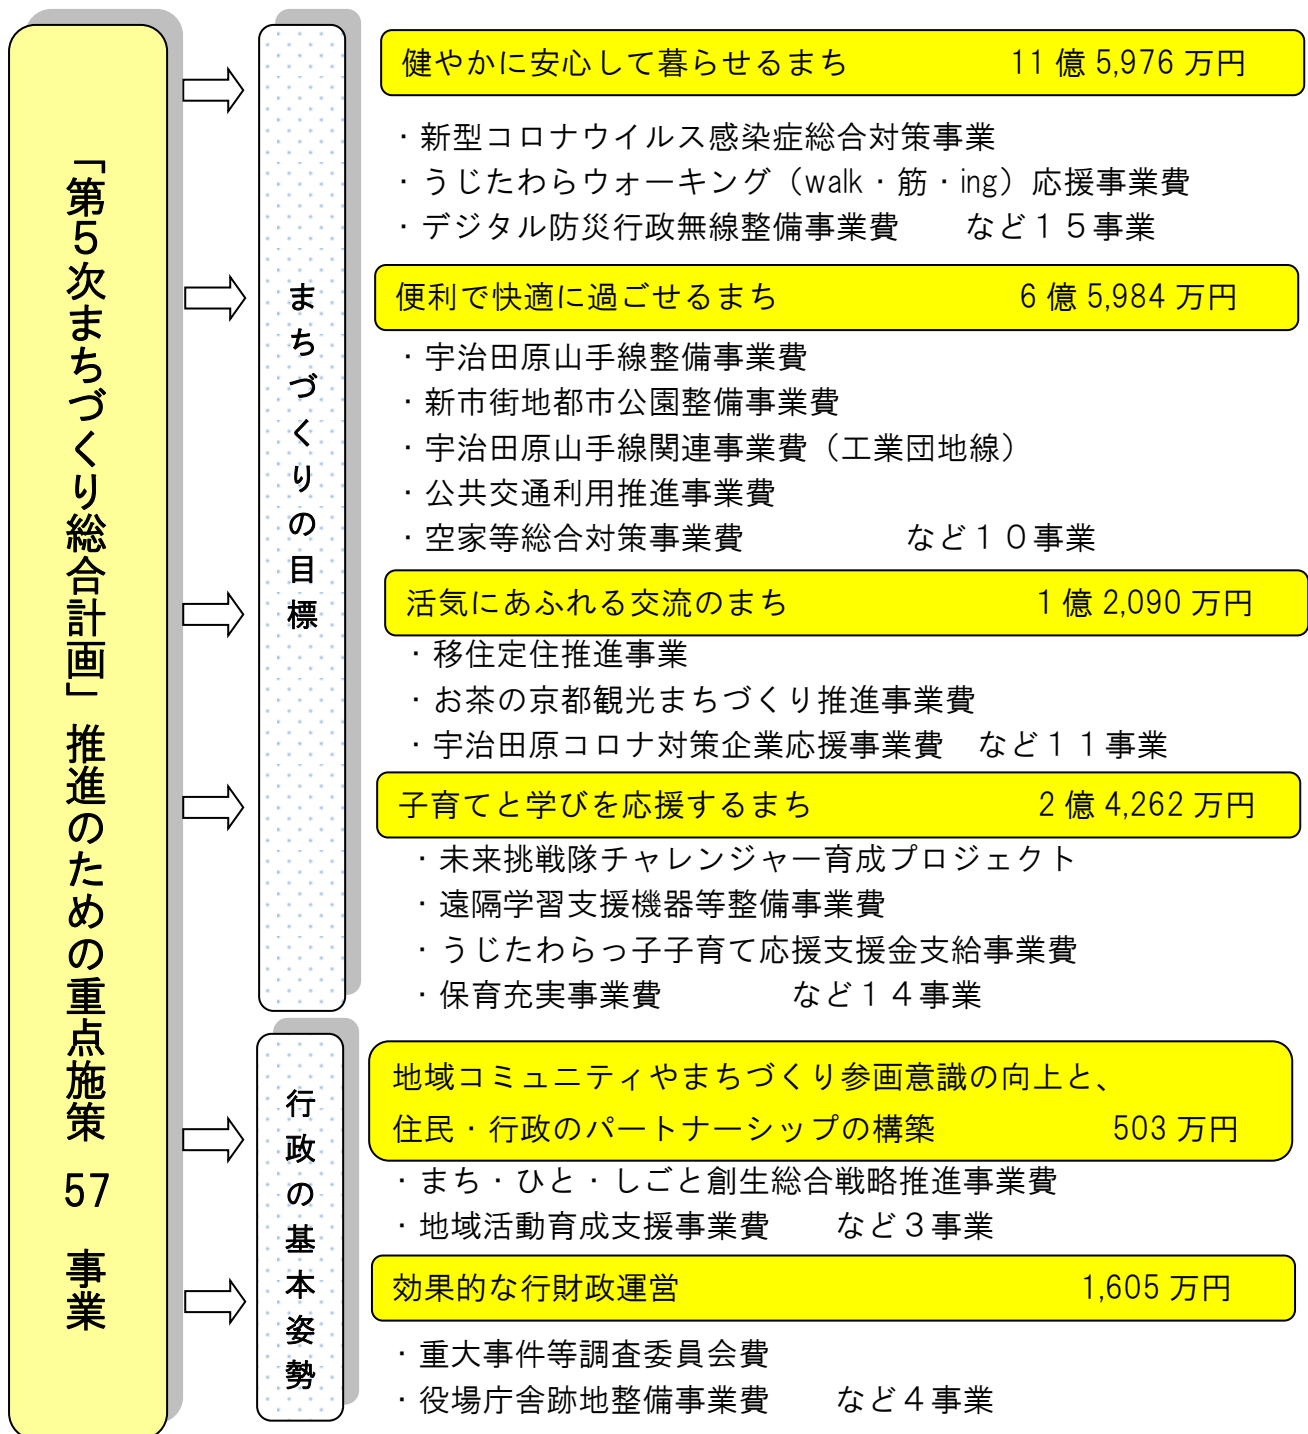 「第5次まちづくり総合計画」推進のための重点施策 57 事業
まちづくりの目標
健やかに安心して暮らせるまち 11 億 5,976 万円
・新型コロナウイルス感染症総合対策事業
・うじたわらウォーキング（walk・筋・ing）応援事業費
・デジタル防災行政無線整備事業費 など１５事業
便利で快適に過ごせるまち 6 億 5,984 万円
・宇治田原山手線整備事業費
・新市街地都市公園整備事業費
・宇治田原山手線関連事業費（工業団地線）
・公共交通利用推進事業費
・空家等総合対策事業費 など１０事業
活気にあふれる交流のまち 1 億 2,090 万円
・移住定住推進事業
・お茶の京都観光まちづくり推進事業費
・宇治田原コロナ対策企業応援事業費 など１１事業
子育てと学びを応援するまち 2 億 4,262 万円
・未来挑戦隊チャレンジャー育成プロジェクト
・遠隔学習支援機器等整備事業費
・うじたわらっ子子育て応援支援金支給事業費
・保育充実事業費 など１４事業
行政の基本姿勢
地域コミュニティやまちづくり参画意識の向上と、
住民・行政のパートナーシップの構築 503 万円
・まち・ひと・しごと創生総合戦略推進事業費
・地域活動育成支援事業費 など３事業
効果的な行財政運営 1,605 万円
・重大事件等調査委員会費
・役場庁舎跡地整備事業費 など４事業